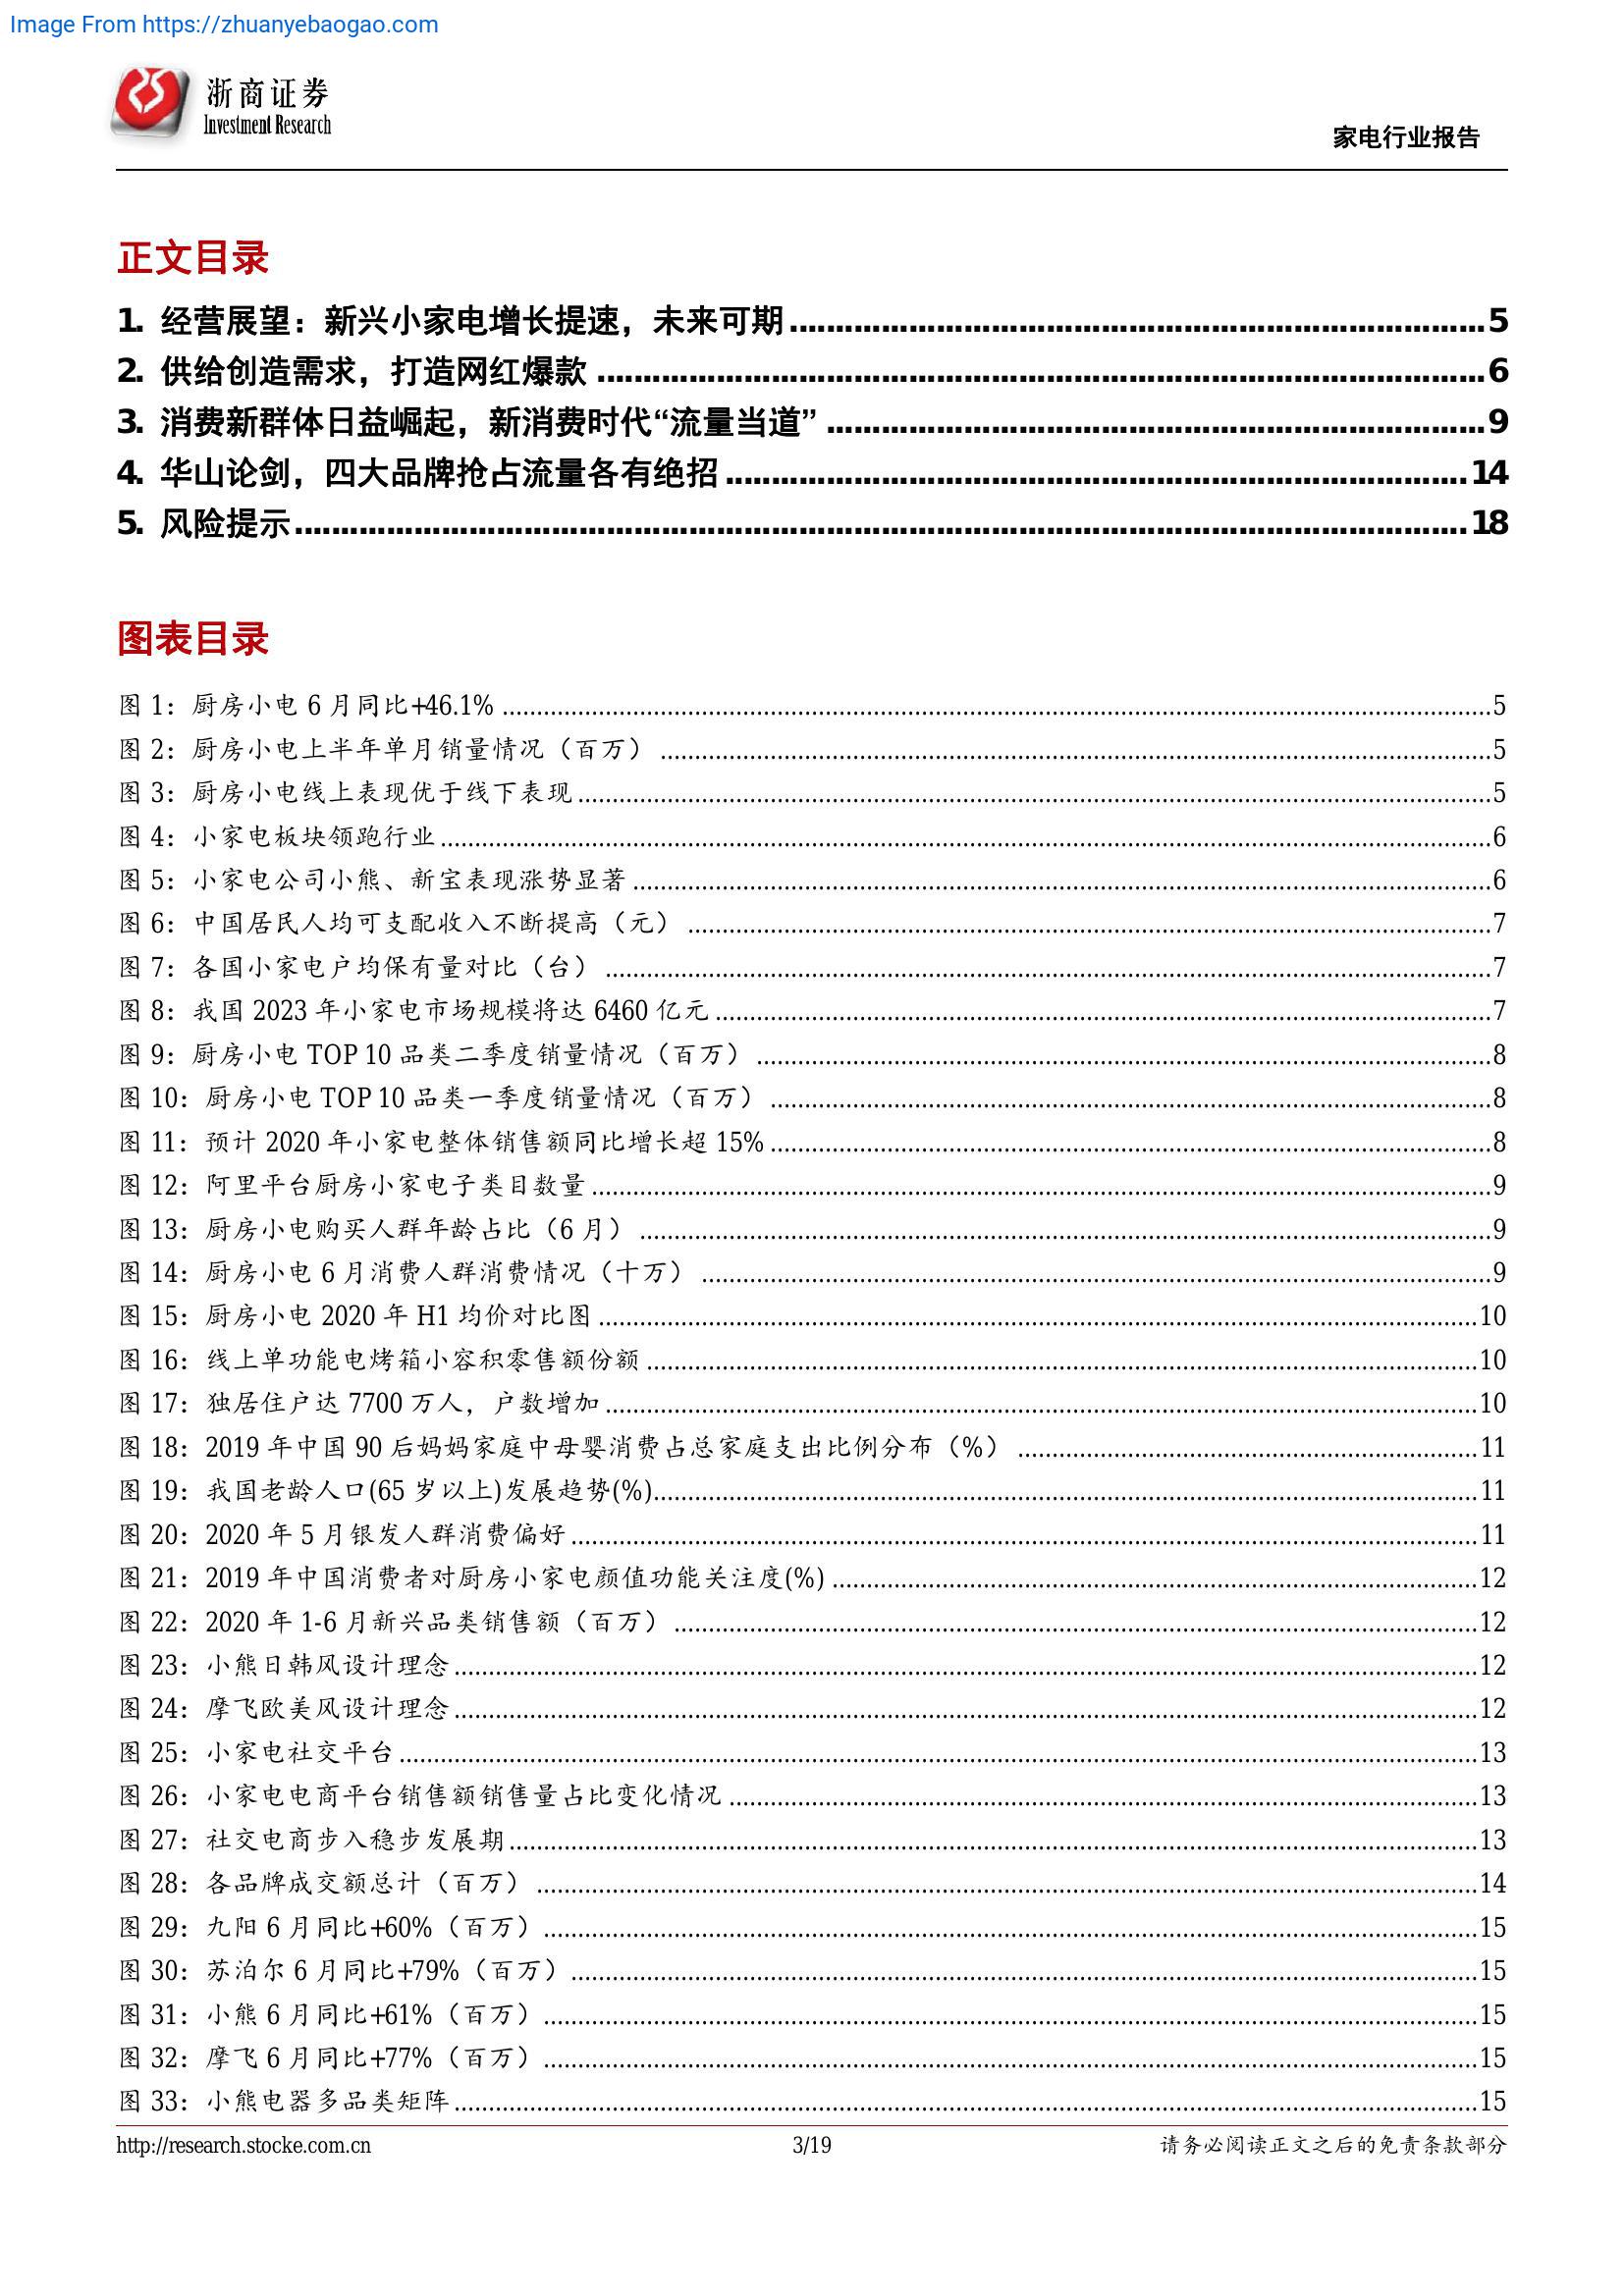 Image From https://zhuanyebaogao.com
浙商证券
Investment Research
家电行业报告
正文目录
1. 经营展望：新兴小家电增长提速，未来可期 5
2. 供给创造需求，打造网红爆款 6
3. 消费新群体日益崛起，新消费时代“流量当道” 9
4. 华山论剑，四大品牌抢占流量各有绝招 14
5. 风险提示 18
图表目录
图 1：厨房小电 6 月同比+46.1% 5
图 2：厨房小电上半年单月销量情况（百万） 5
图 3：厨房小电线上表现优于线下表现 5
图 4：小家电板块领跑行业 6
图 5：小家电公司小熊、新宝表现涨势显著 6
图 6：中国居民人均可支配收入不断提高（元） 7
图 7：各国小家电户均保有量对比（台） 7
图 8：我国 2023 年小家电市场规模将达 6460 亿元 7
图 9：厨房小电 TOP 10 品类二季度销量情况（百万） 8
图 10：厨房小电 TOP 10 品类一季度销量情况（百万） 8
图 11：预计 2020 年小家电整体销售额同比增长超 15% 8
图 12：阿里平台厨房小家电子类目数量 9
图 13：厨房小电购买人群年龄占比（6 月） 9
图 14：厨房小电 6 月消费人群消费情况（十万） 9
图 15：厨房小电 2020 年 H1 均价对比图 10
图 16：线上单功能电烤箱小容积零售额份额 10
图 17：独居住户达 7700 万人，户数增加 10
图 18：2019 年中国 90 后妈妈家庭中母婴消费占总家庭支出比例分布（%） 11
图 19：我国老龄人口(65 岁以上)发展趋势(%) 11
图 20：2020 年 5 月银发人群消费偏好 11
图 21：2019 年中国消费者对厨房小家电颜值功能关注度(%) 12
图 22：2020 年 1-6 月新兴品类销售额（百万） 12
图 23：小熊日韩风设计理念 12
图 24：摩飞欧美风设计理念 12
图 25：小家电社交平台 13
图 26：小家电电商平台销售额销售量占比变化情况 13
图 27：社交电商步入稳步发展期 13
图 28：各品牌成交额总计（百万） 14
图 29：九阳 6 月同比+60%（百万） 15
图 30：苏泊尔 6 月同比+79%（百万） 15
图 31：小熊 6 月同比+61%（百万） 15
图 32：摩飞 6 月同比+77%（百万） 15
图 33：小熊电器多品类矩阵 15
http://research.stocke.com.cn 3/19 请务必阅读正文之后的免责条款部分